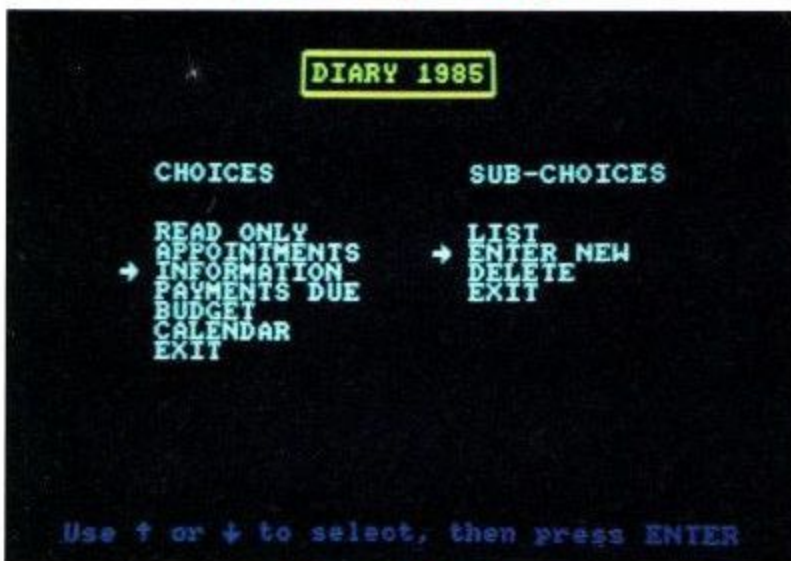 DIARY 1985
CHOICES
READ ONLY
APPOINTMENTS
→ INFORMATION
PAYMENTS DUE
BUDGET
CALENDAR
EXIT
SUB-CHOICES
LIST
→ ENTER NEW
DELETE
EXIT
Use ↑ or ↓ to select, then press ENTER